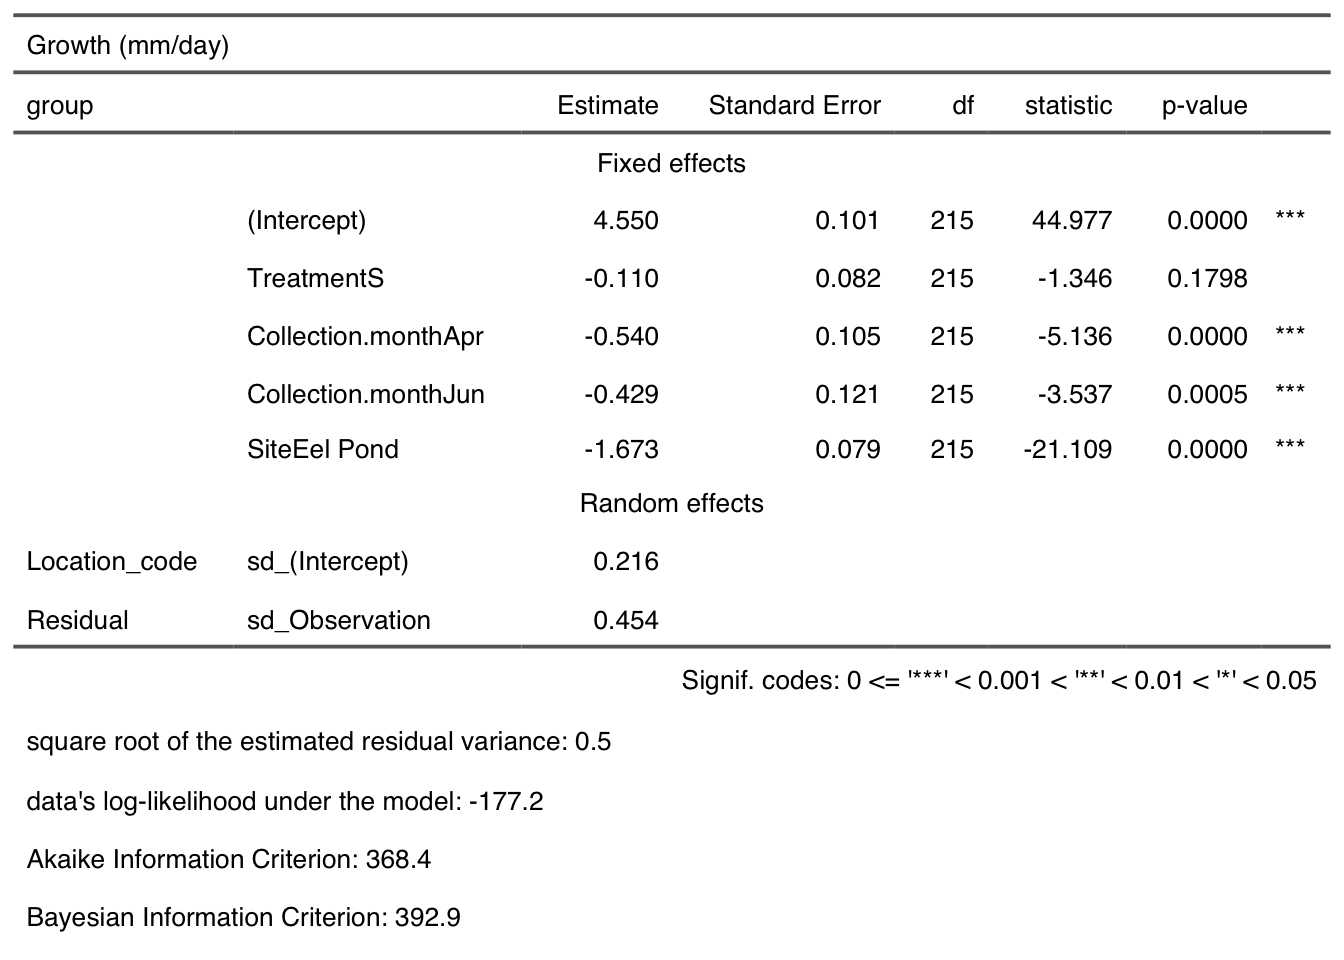 Growth (mm/day)
group Estimate Standard Error df statistic p-value
Fixed effects
(Intercept) 4.550 0.101 215 44.977 0.0000 ***
TreatmentS -0.110 0.082 215 -1.346 0.1798
Collection.monthApr -0.540 0.105 215 -5.136 0.0000 ***
Collection.monthJun -0.429 0.121 215 -3.537 0.0005 ***
SiteEel Pond -1.673 0.079 215 -21.109 0.0000 ***
Random effects
Location_code sd_(Intercept) 0.216
Residual sd_Observation 0.454
Signif. codes: 0 <= '***' < 0.001 < '**' < 0.01 < '*' < 0.05
square root of the estimated residual variance: 0.5
data's log-likelihood under the model: -177.2
Akaike Information Criterion: 368.4
Bayesian Information Criterion: 392.9